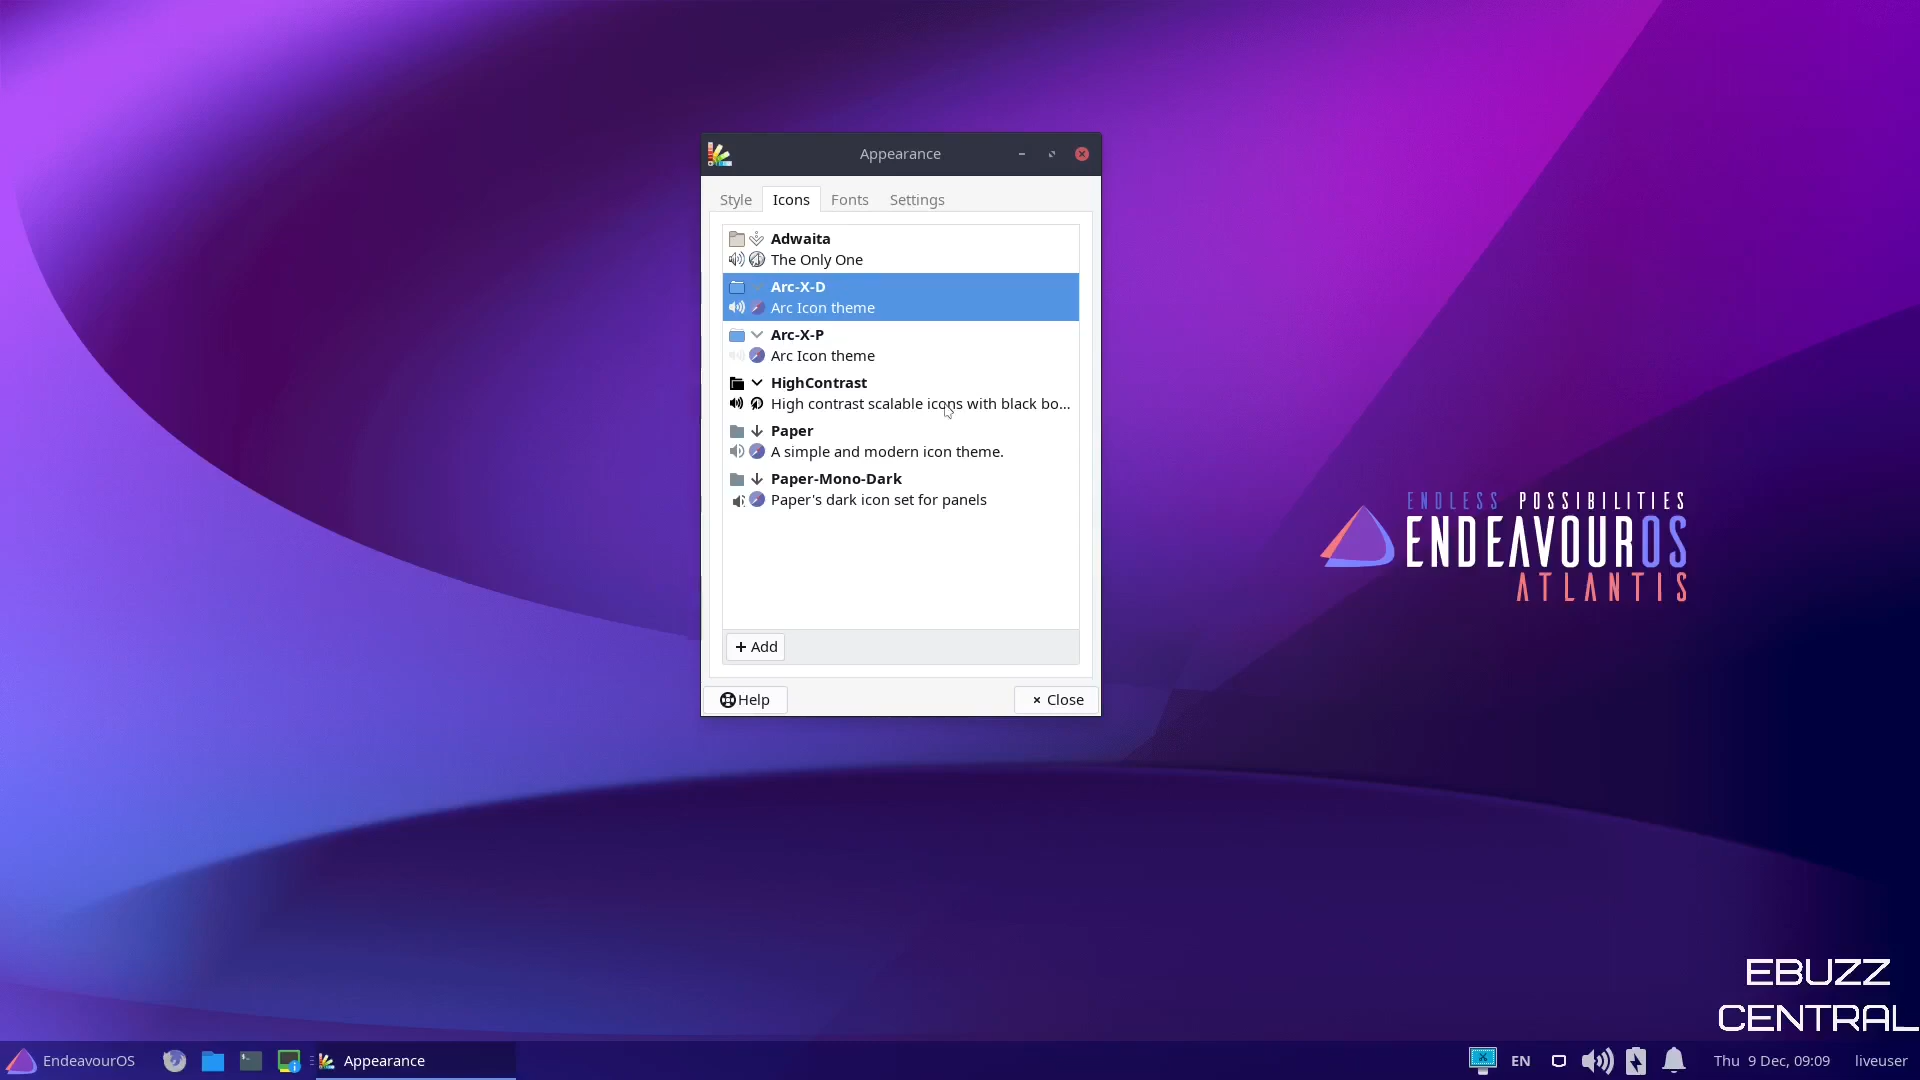 Appearance
Style Icons Fonts Settings
Adwaita
The Only One
Arc-X-D
Arc Icon theme
Arc-X-P
Arc Icon theme
HighContrast
High contrast scalable icons with black bo...
Paper
A simple and modern icon theme.
Paper-Mono-Dark
Paper's dark icon set for panels
+ Add
Help
× Close
ENDLESS POSSIBILITIES
ENDEAVOUROS
ATLANTIS
EBUZZ
CENTRAL
EndeavourOS Appearance EN Thu 9 Dec, 09:09 liveuser